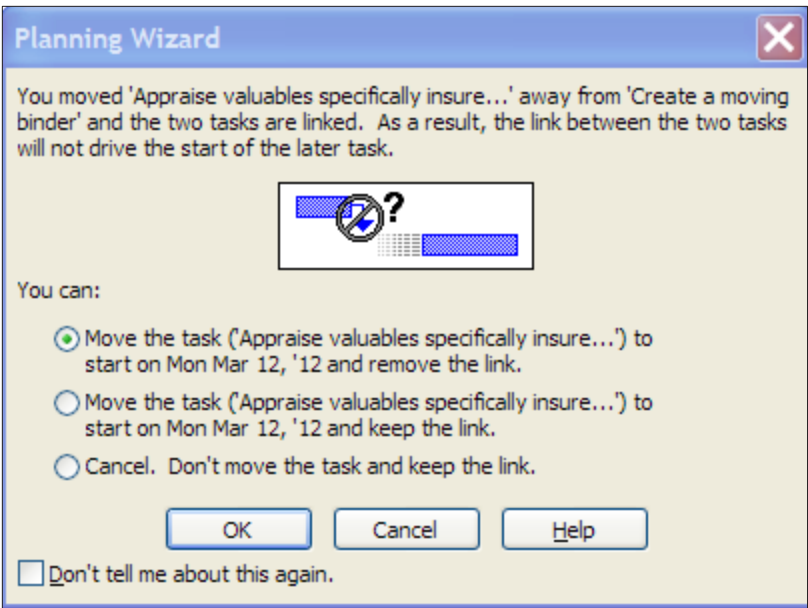 Planning Wizard
You moved 'Appraise valuables specifically insure...' away from 'Create a moving
binder' and the two tasks are linked. As a result, the link between the two tasks
will not drive the start of the later task.
?
You can:
Move the task ('Appraise valuables specifically insure...') to
start on Mon Mar 12, '12 and remove the link.
Move the task ('Appraise valuables specifically insure...') to
start on Mon Mar 12, '12 and keep the link.
Cancel. Don't move the task and keep the link.
OK Cancel Help
Don't tell me about this again.